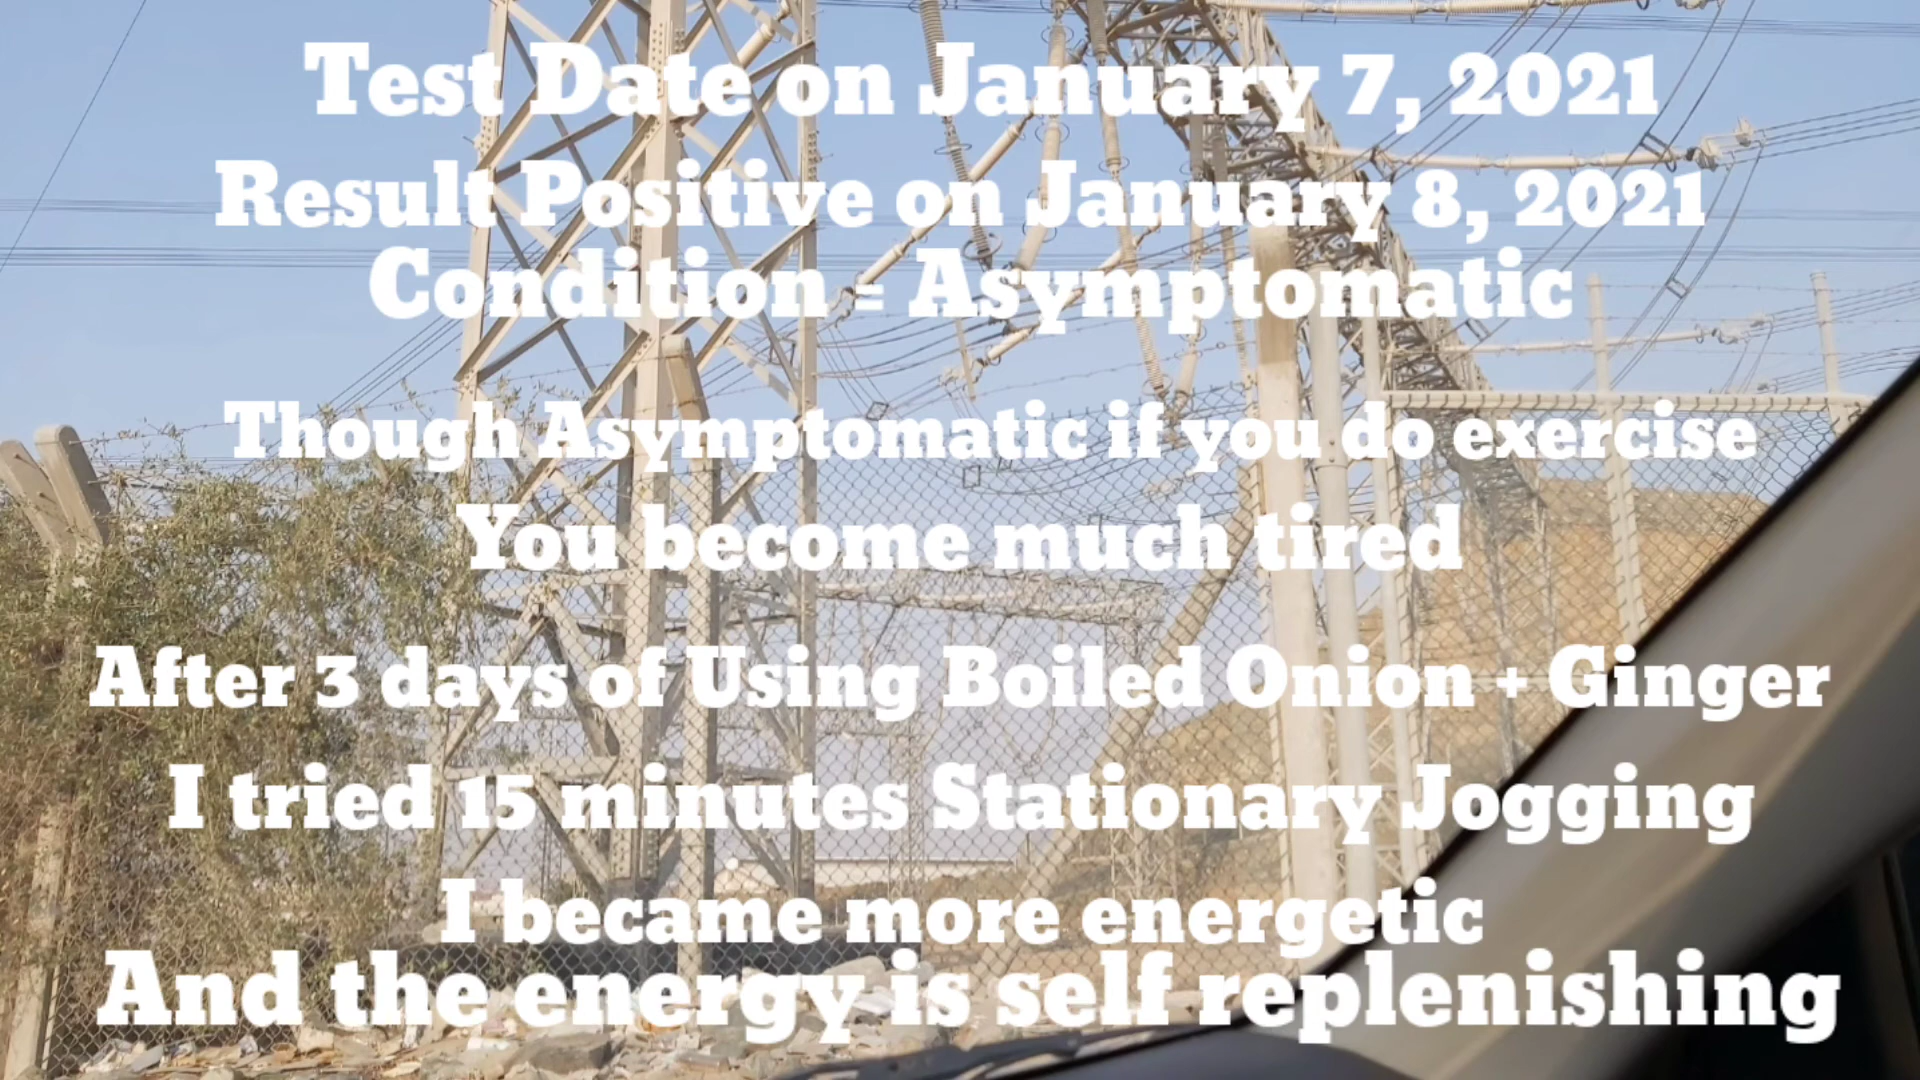 Test Date on January 7, 2021
Result Positive on January 8, 2021
Condition = Asymptomatic
Though Asymptomatic if you do exercise
You become much tired
After 3 days of Using Boiled Onion + Ginger
I tried 15 minutes Stationary Jogging
I became more energetic
And the energy is self replenishing